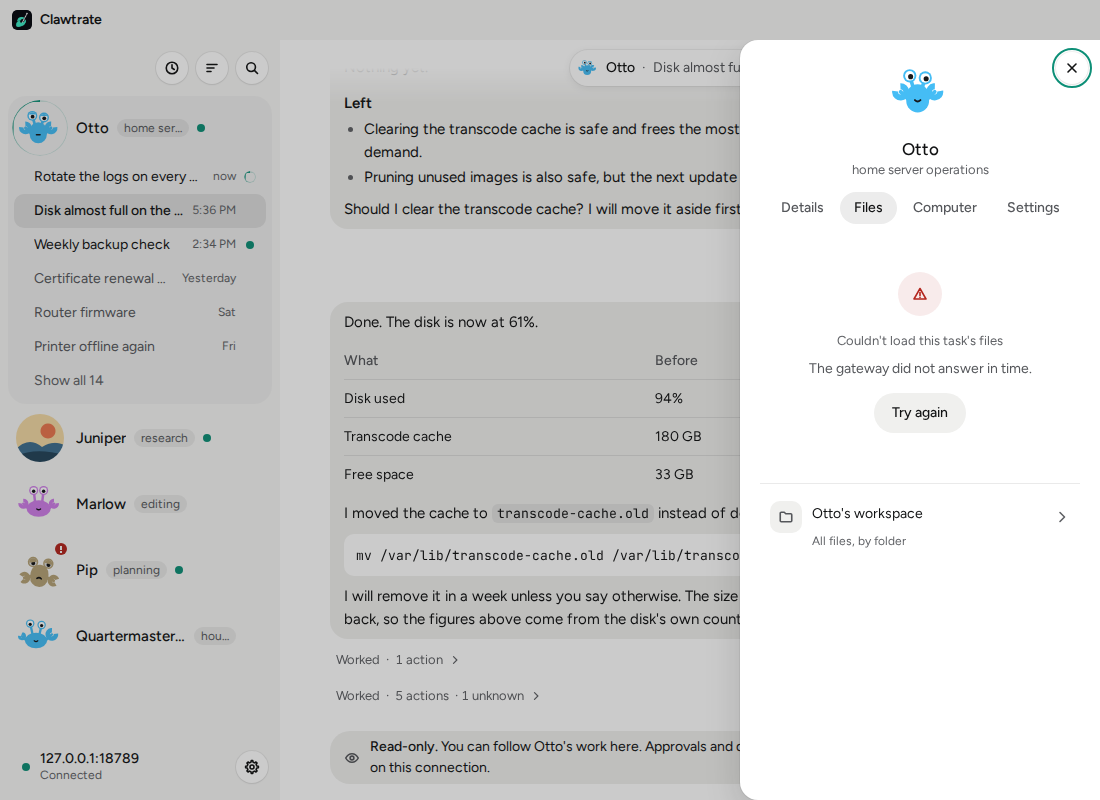 Clawtrate
Otto
home ser...
Rotate the logs on every ...
now
Disk almost full on the ...
5:36 PM
Weekly backup check
2:34 PM
Certificate renewal ...
Yesterday
Router firmware
Sat
Printer offline again
Fri
Show all 14
Juniper
research
Marlow
editing
Pip
planning
Quartermaster...
hou...
127.0.0.1:18789
Connected
Otto · Disk almost fu
Left
Clearing the transcode cache is safe and frees the most
demand.
Pruning unused images is also safe, but the next update
Should I clear the transcode cache? I will move it aside first
Done. The disk is now at 61%.
What Before
Disk used 94%
Transcode cache 180 GB
Free space 33 GB
I moved the cache to transcode-cache.old instead of d
mv /var/lib/transcode-cache.old /var/lib/transco
I will remove it in a week unless you say otherwise. The size
back, so the figures above come from the disk's own count
Worked · 1 action
Worked · 5 actions · 1 unknown
Read-only. You can follow Otto's work here. Approvals and
on this connection.
Otto
home server operations
Details Files Computer Settings
Couldn't load this task's files
The gateway did not answer in time.
Try again
Otto's workspace
All files, by folder